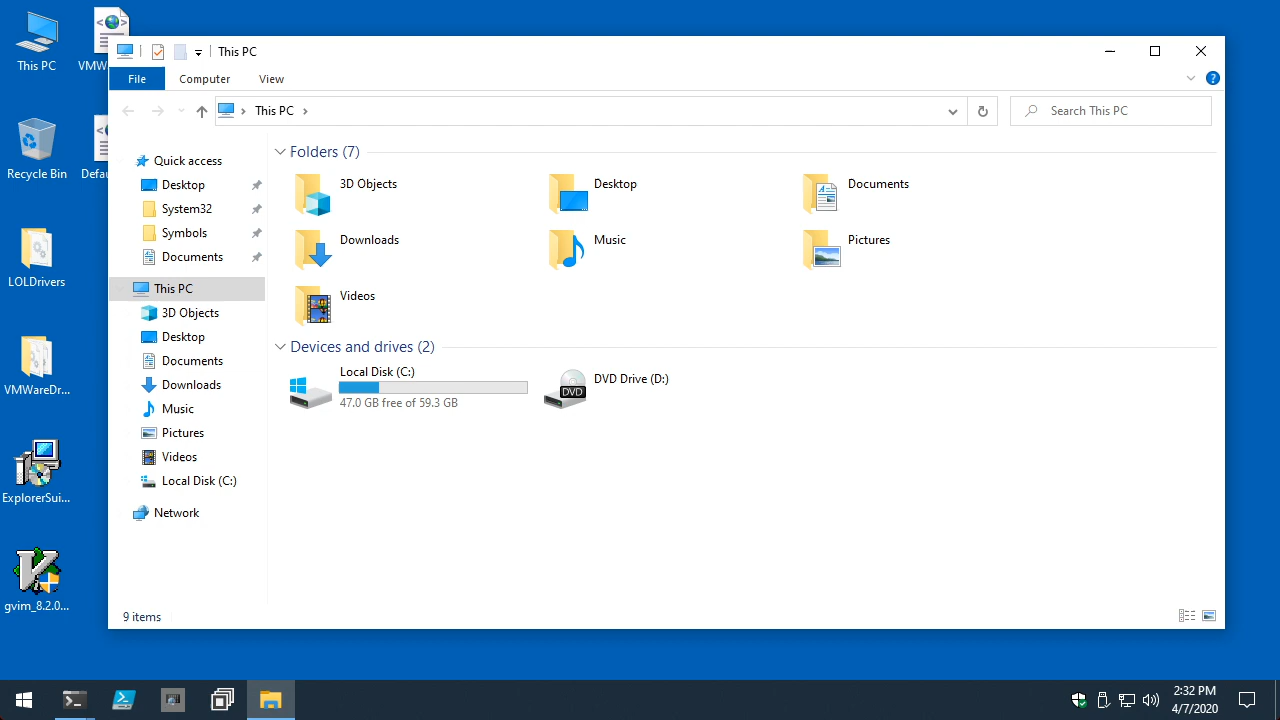 This PC
VMW
This PC
File
Computer
View
?
This PC
Search This PC
Recycle Bin
Defau
LOLDrivers
VMWareDr...
ExplorerSui...
gvim_8.2.0...
Quick access
Desktop
System32
Symbols
Documents
This PC
3D Objects
Desktop
Documents
Downloads
Music
Pictures
Videos
Local Disk (C:)
Network
Folders (7)
3D Objects
Desktop
Documents
Downloads
Music
Pictures
Videos
Devices and drives (2)
Local Disk (C:)
47.0 GB free of 59.3 GB
DVD
DVD Drive (D:)
9 items
2:32 PM
4/7/2020